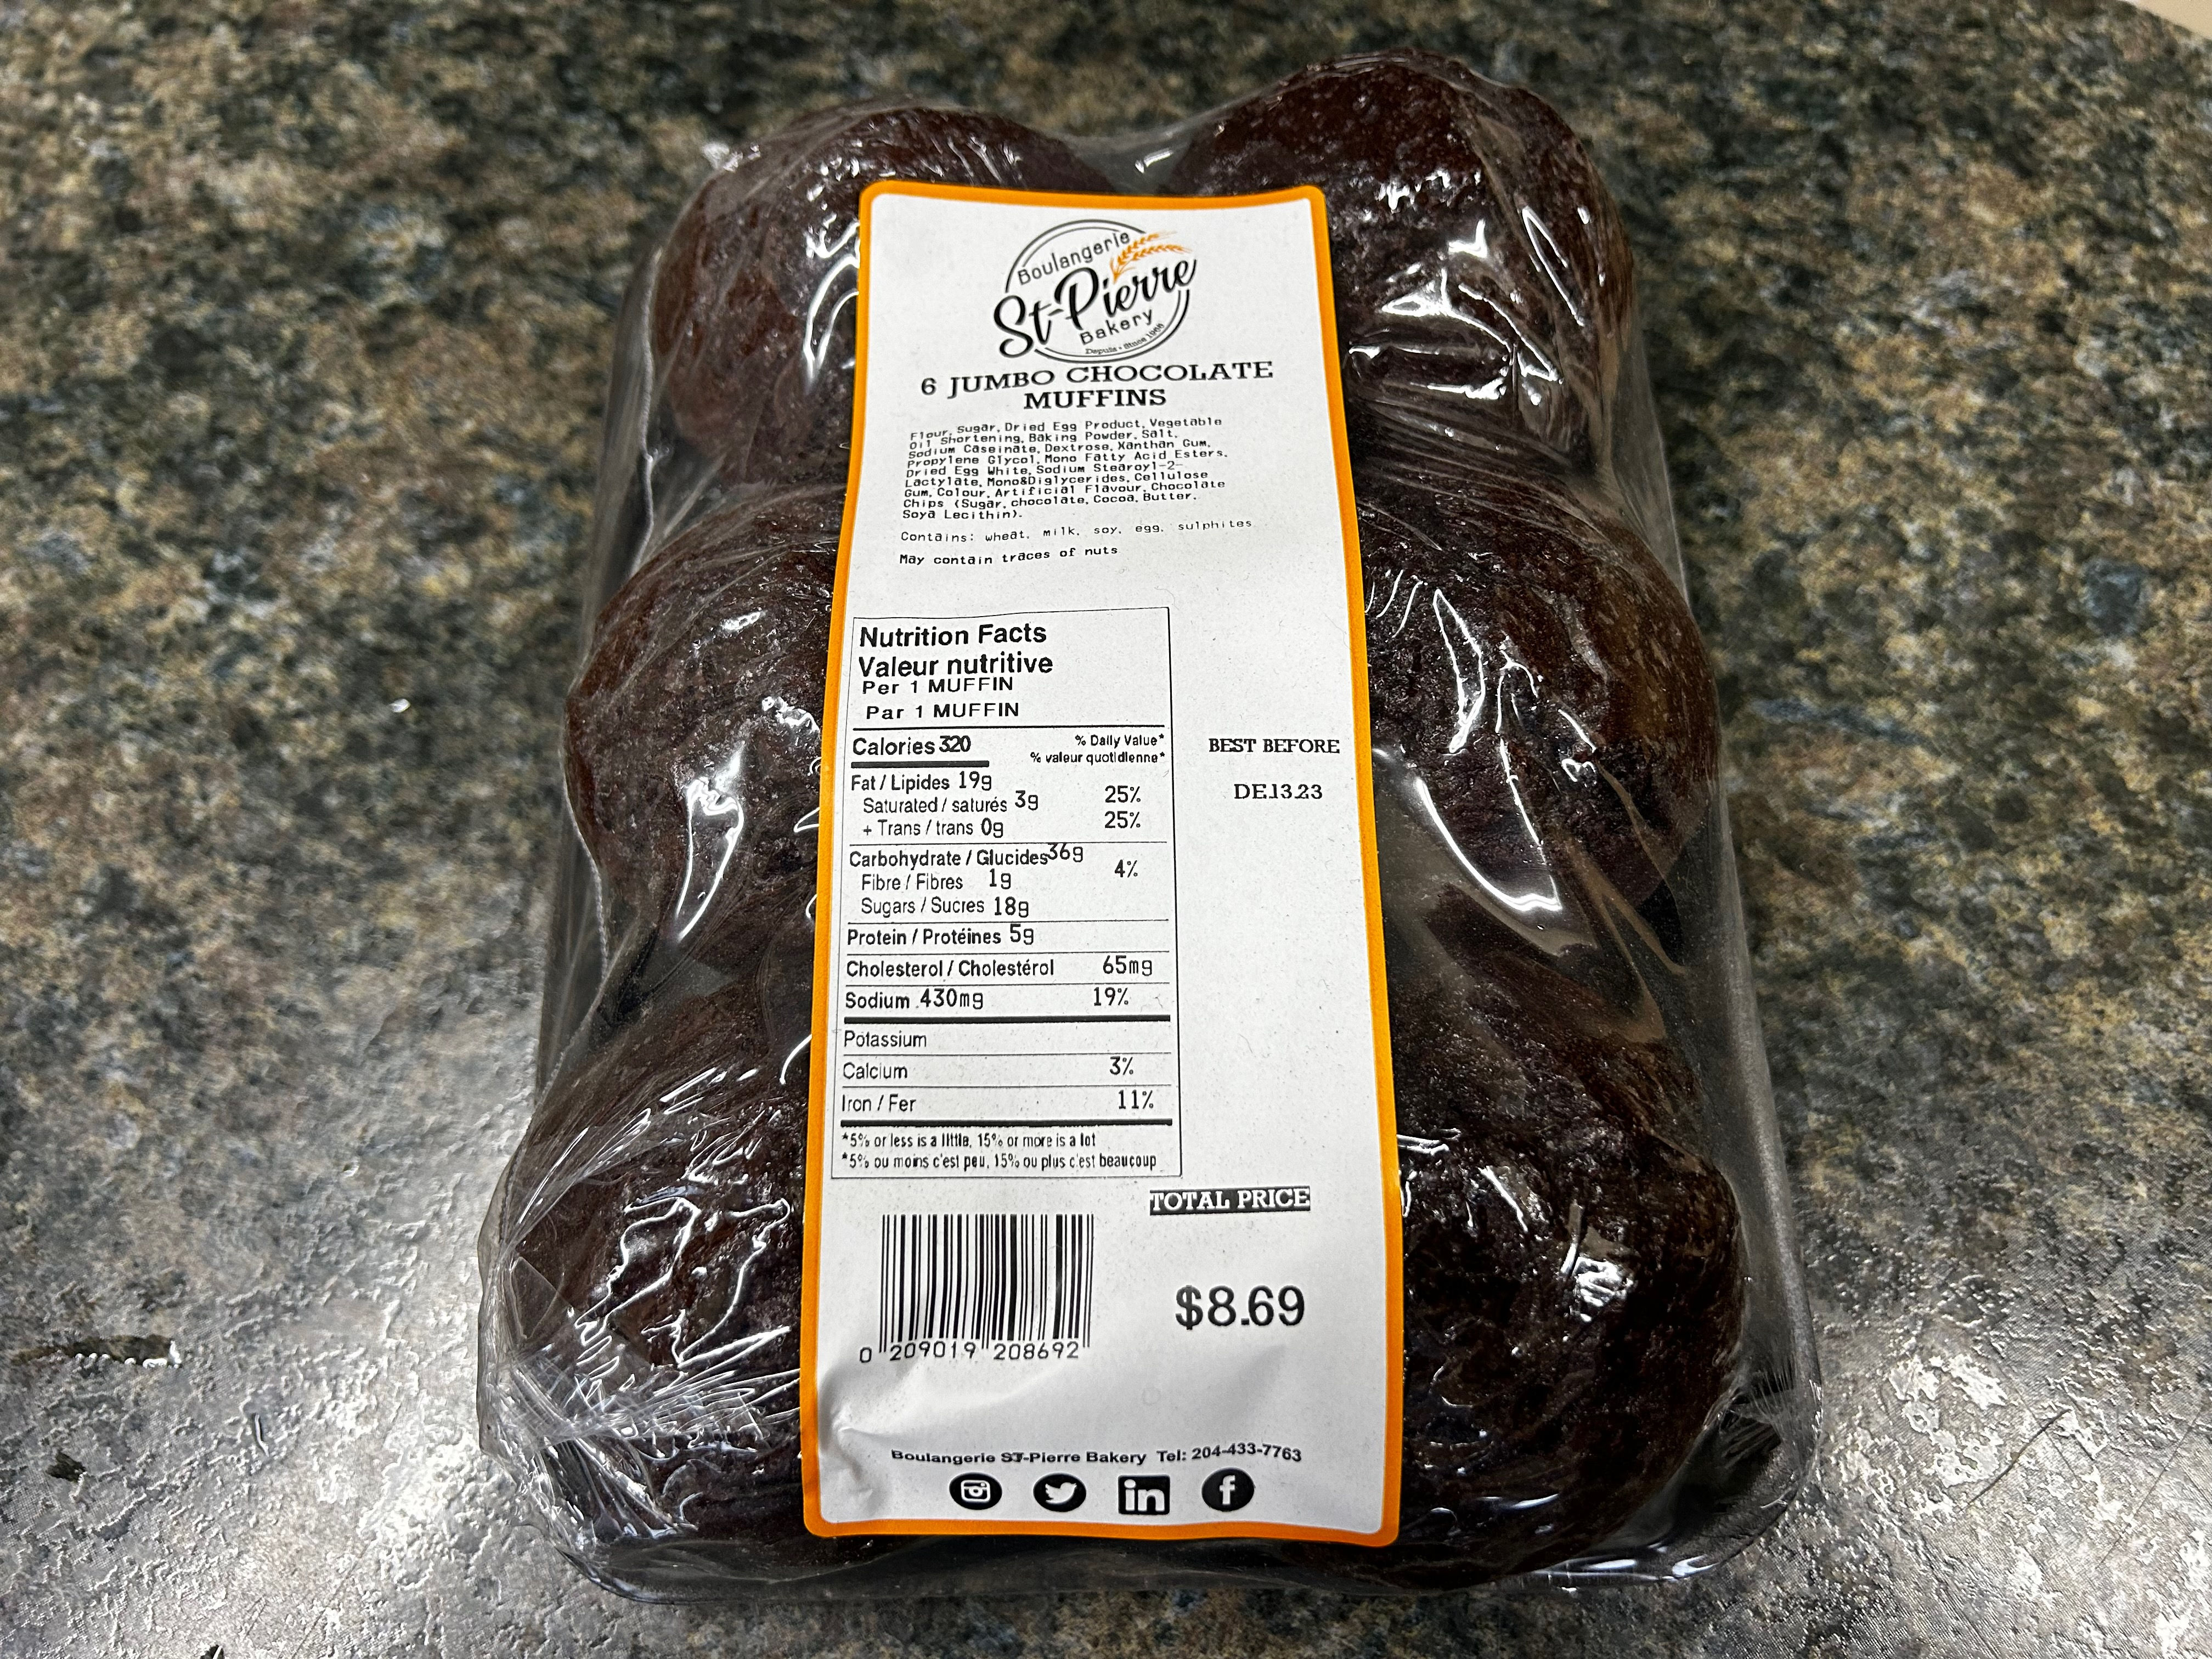 Boulangerie
St-Pierre
Bakery
Depuis • Since 1968
6 JUMBO CHOCOLATE
MUFFINS
Flour, Sugar, Dried Egg Product, Vegetable
Oil Shortening, Baking Powder, Salt,
Sodium Caseinate, Dextrose, Xanthan Gum,
Propylene Glycol, Mono Fatty Acid Esters,
Dried Egg White, Sodium Stearoyl-2-
Lactylate, Mono&Diglycerides, Cellulose
Gum, Colour, Artificial Flavour, Chocolate
Chips (Sugar, chocolate, Cocoa, Butter,
Soya Lecithin).
Contains: wheat, milk, soy, egg, sulphites
May contain traces of nuts
Nutrition Facts
Valeur nutritive
Per 1 MUFFIN
Par 1 MUFFIN
Calories 320 % Daily Value*
% valeur quotidienne*
Fat / Lipides 19g 25%
Saturated / saturés 3g 25%
+ Trans / trans 0g
Carbohydrate / Glucides 36g
Fibre / Fibres 1g 4%
Sugars / Sucres 18g
Protein / Protéines 5g
Cholesterol / Cholestérol 65mg
Sodium 430mg 19%
Potassium
Calcium 3%
Iron / Fer 11%
*5% or less is a little, 15% or more is a lot
*5% ou moins c'est peu, 15% ou plus c'est beaucoup
BEST BEFORE
DE.13.23
TOTAL PRICE
$8.69
0 209019 208692
Boulangerie ST-Pierre Bakery Tel: 204-433-7763
in
f